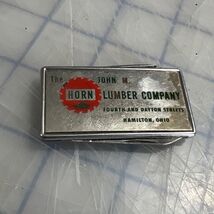 The JOHN M.
HORN LUMBER COMPANY
FOURTH AND DAYTON STREETS
HAMILTON, OHIO